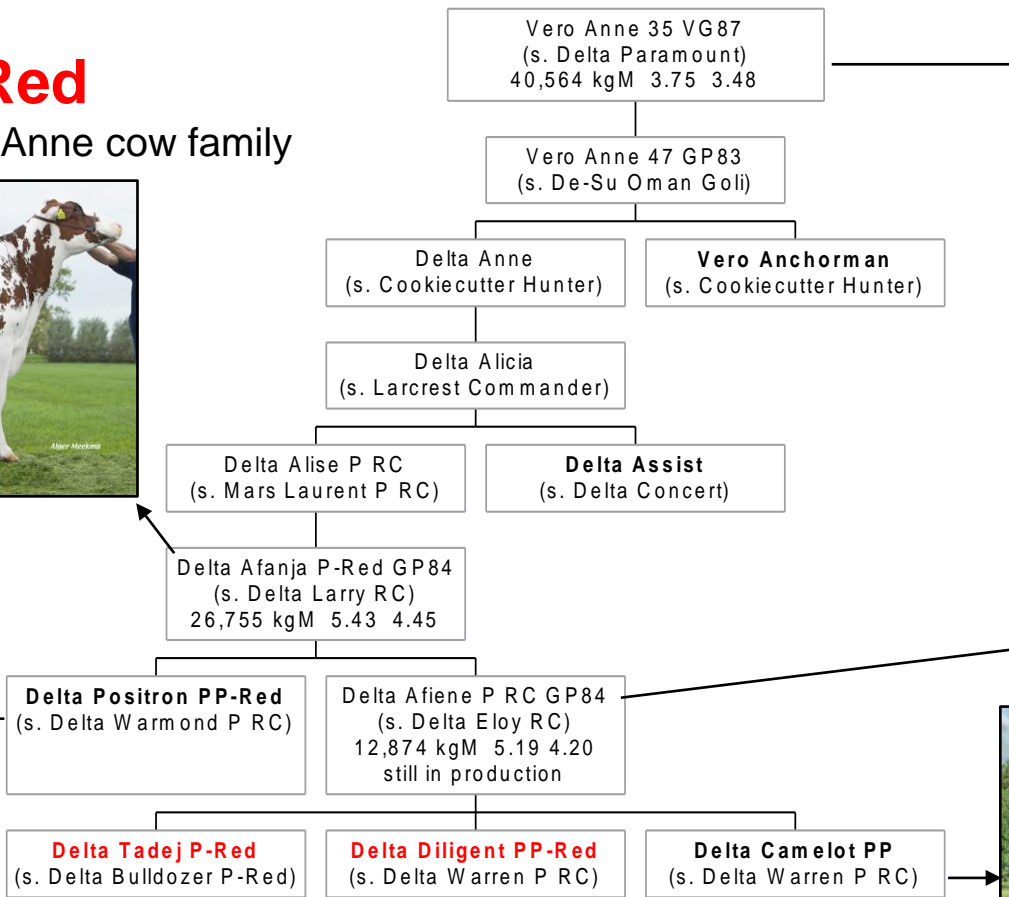 Red
Anne cow family
Alger Meekma
Vero Anne 35 VG87
(s. Delta Paramount)
40,564 kgM 3.75 3.48
Vero Anne 47 GP83
(s. De-Su Oman Goli)
Delta Anne
(s. Cookiecutter Hunter)
Vero Anchorman
(s. Cookiecutter Hunter)
Delta Alicia
(s. Larcrest Commander)
Delta Alise P RC
(s. Mars Laurent P RC)
Delta Assist
(s. Delta Concert)
Delta Afanja P-Red GP84
(s. Delta Larry RC)
26,755 kgM 5.43 4.45
Delta Positron PP-Red
(s. Delta Warmond P RC)
Delta Afiene P RC GP84
(s. Delta Eloy RC)
12,874 kgM 5.19 4.20
still in production
Delta Tadej P-Red
(s. Delta Bulldozer P-Red)
Delta Diligent PP-Red
(s. Delta Warren P RC)
Delta Camelot PP
(s. Delta Warren P RC)